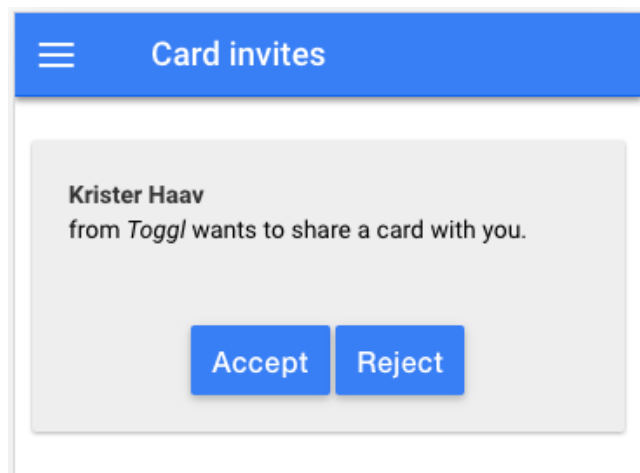 Card invites
Krister Haav
from Toggl wants to share a card with you.
Accept Reject